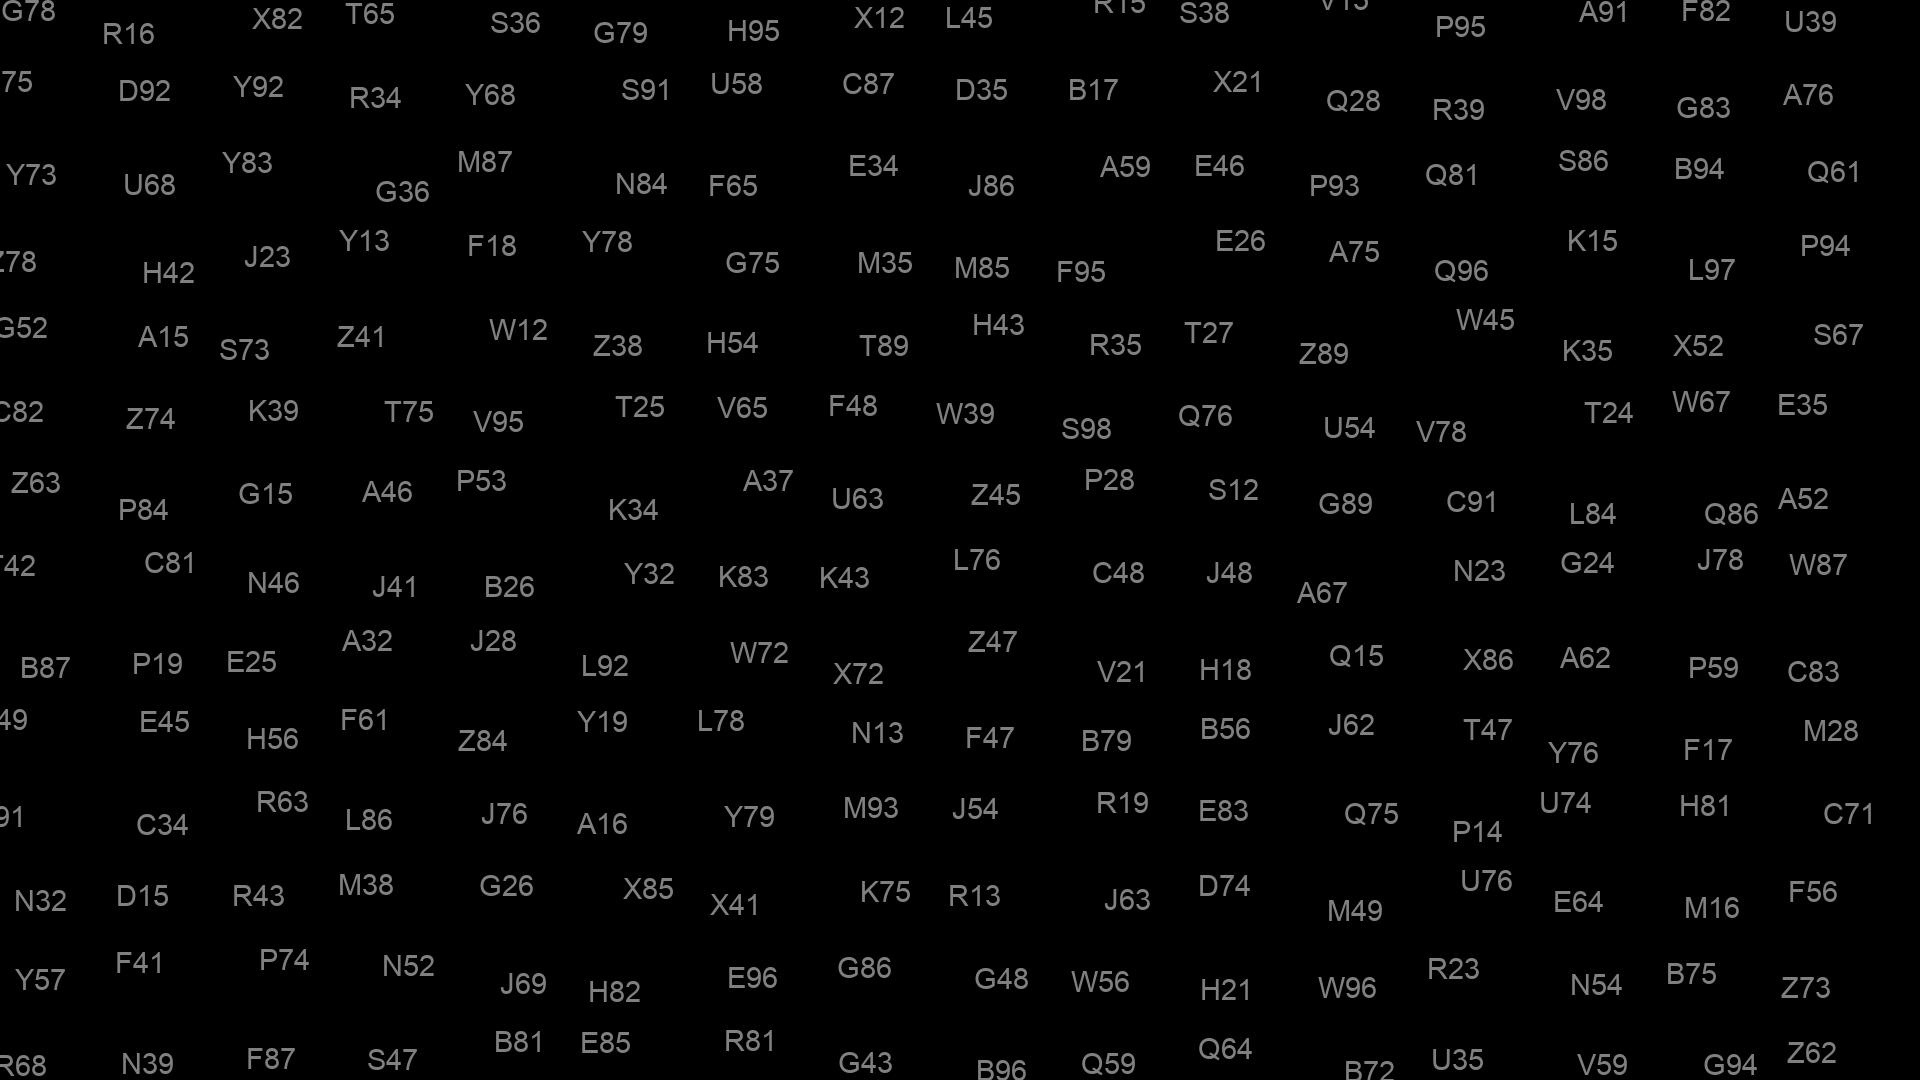 G78 R16 X82 T65 S36 G79 H95 X12 L45 R15 S38 V15 P95 A91 F82 U39
75 D92 Y92 R34 Y68 S91 U58 C87 D35 B17 X21 Q28 R39 V98 G83 A76
Y73 U68 Y83 G36 M87 N84 F65 E34 J86 A59 E46 P93 Q81 S86 B94 Q61
Z78 H42 J23 Y13 F18 Y78 G75 M35 M85 F95 E26 A75 Q96 K15 L97 P94
G52 A15 S73 Z41 W12 Z38 H54 T89 H43 R35 T27 Z89 W45 K35 X52 S67
C82 Z74 K39 T75 V95 T25 V65 F48 W39 S98 Q76 U54 V78 T24 W67 E35
Z63 P84 G15 A46 P53 K34 A37 U63 Z45 P28 S12 G89 C91 L84 Q86 A52
42 C81 N46 J41 B26 Y32 K83 K43 L76 C48 J48 A67 N23 G24 J78 W87
B87 P19 E25 A32 J28 L92 W72 X72 Z47 V21 H18 Q15 X86 A62 P59 C83
49 E45 H56 F61 Z84 Y19 L78 N13 F47 B79 B56 J62 T47 Y76 F17 M28
91 C34 R63 L86 J76 A16 Y79 M93 J54 R19 E83 Q75 P14 U74 H81 C71
N32 D15 R43 M38 G26 X85 X41 K75 R13 J63 D74 M49 U76 E64 M16 F56
Y57 F41 P74 N52 J69 H82 E96 G86 G48 W56 H21 W96 R23 N54 B75 Z73
R68 N39 F87 S47 B81 E85 R81 G43 B96 Q59 Q64 B72 U35 V59 G94 Z62